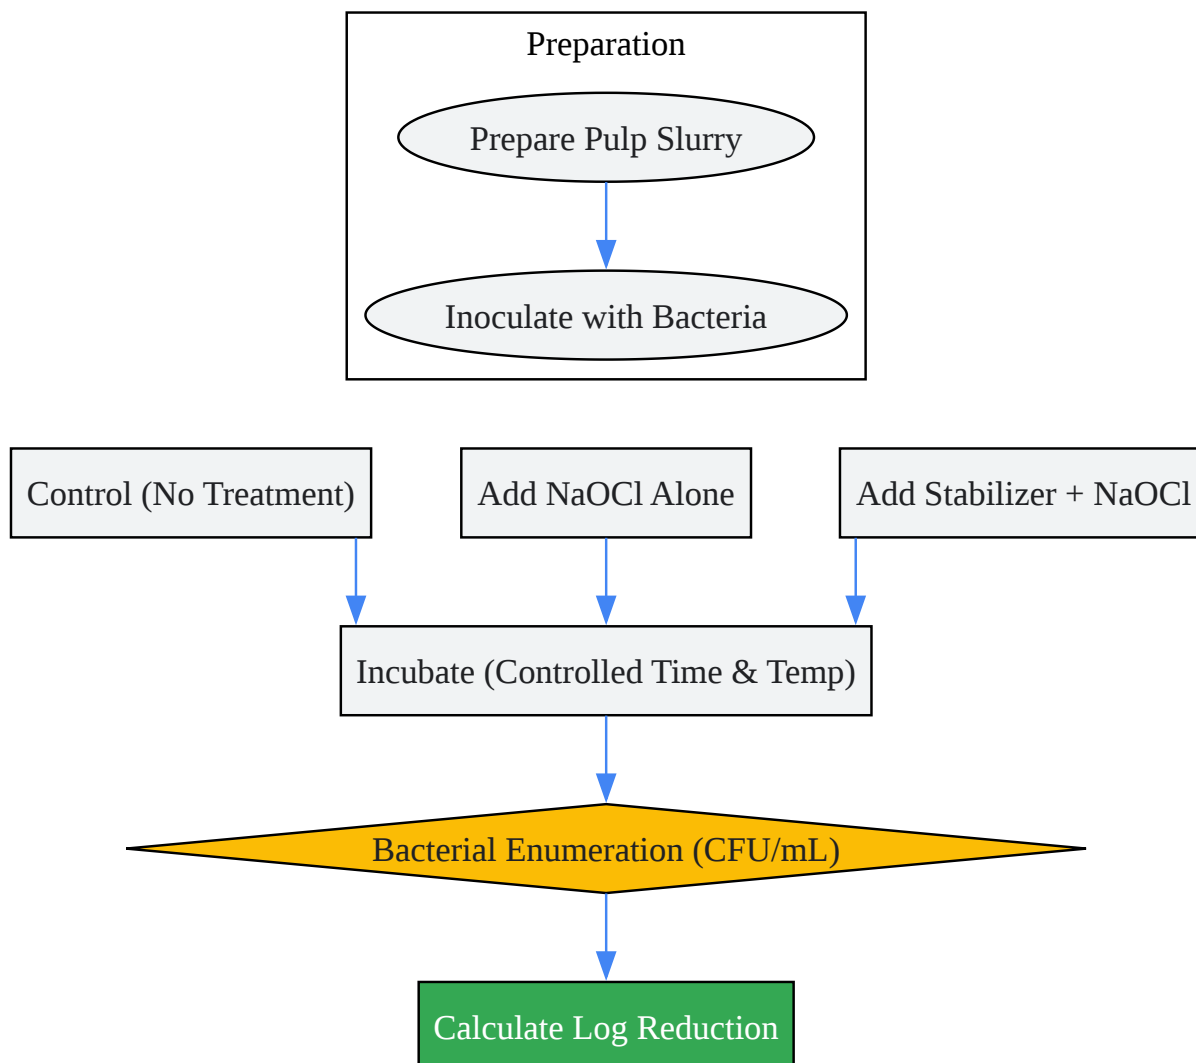 Preparation
Prepare Pulp Slurry
Inoculate with Bacteria
Control (No Treatment)
Add NaOCl Alone
Add Stabilizer + NaOCl
Incubate (Controlled Time & Temp)
Bacterial Enumeration (CFU/mL)
Calculate Log Reduction